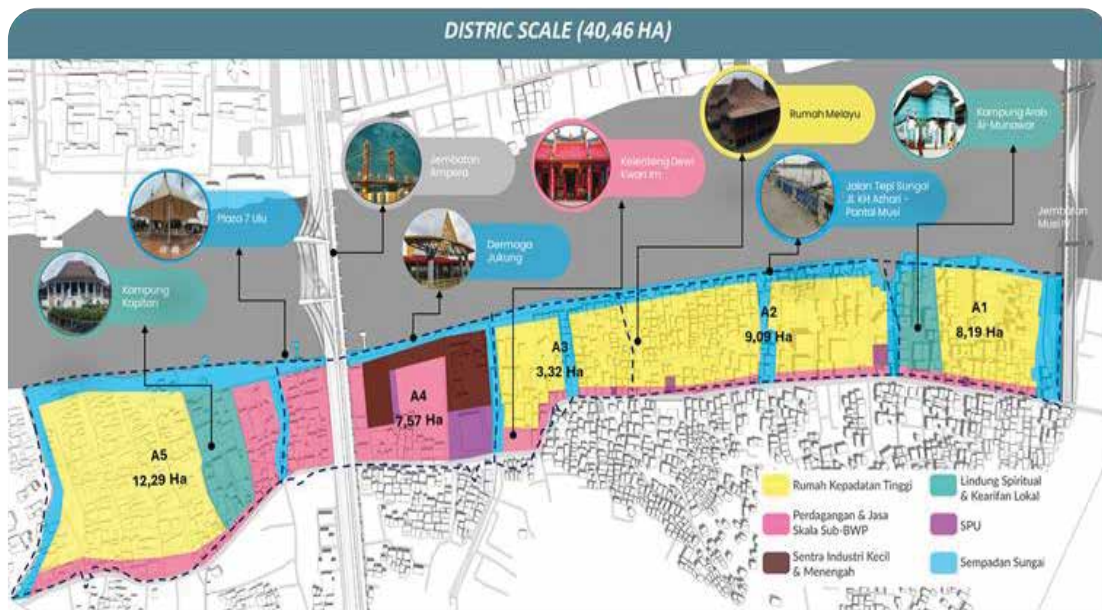 DISTRIC SCALE (40,46 HA)
Rumah Melayu
Kampung Arab
Al-Munawar
Jembatan
Ampera
Kelenteng Dewi
Kwan Im
Plaza 7 Ulu
Jalan Tepi Sungai
Jl. KH Azhari -
Pantai Musi
Jembatan
Musi IV
Dermaga
Jukung
Kampung
Kapitan
A1
8,19 Ha
A2
9,09 Ha
A3
3,32 Ha
A4
7,57 Ha
A5
12,29 Ha
Rumah Kepadatan Tinggi
Perdagangan & Jasa
Skala Sub-BWP
Sentra Industri Kecil
& Menengah
Lindung Spiritual
& Kearifan Lokal
SPU
Sempadan Sungai